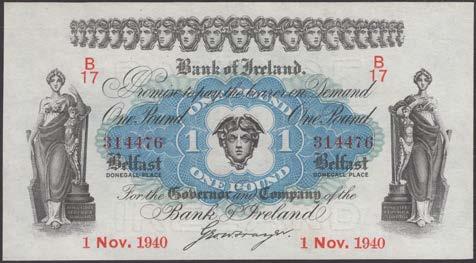 B
17
Bank of Ireland.
B
17
Promise to pay the bearer on Demand
One Pound ONE POUND One Pound
314476 1 1 314476
Belfast Belfast
DONEGALL PLACE DONEGALL PLACE
ONE POUND
For the Governor and Company of the
Bank of Ireland
1 Nov. 1940 1 Nov. 1940